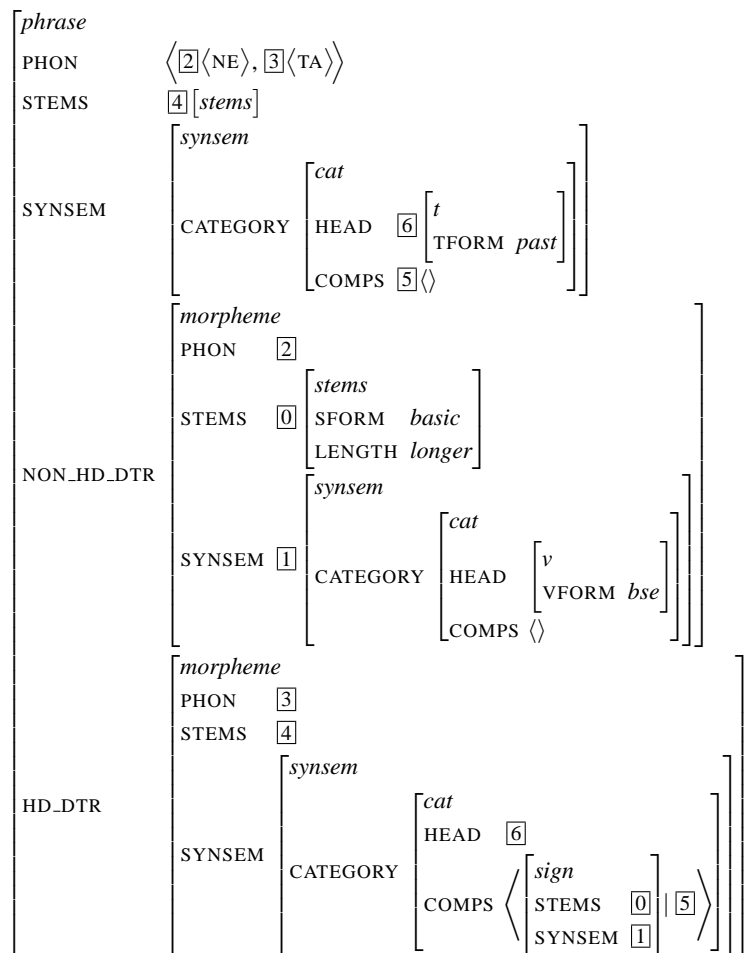 phrase
PHON ⟨[2]⟨NE⟩, [3]⟨TA⟩⟩
STEMS [4][stems]
synsem
cat
SYNSEM CATEGORY HEAD [6] t
TFORM past
COMPS [5]⟨⟩
morpheme
PHON [2]
stems
STEMS [0] SFORM basic
LENGTH longer
NON_HD_DTR
synsem
cat
SYNSEM [1] CATEGORY HEAD v
VFORM bse
COMPS ⟨⟩
morpheme
PHON [3]
STEMS [4]
synsem
HD_DTR
cat
HEAD [6]
SYNSEM CATEGORY
sign
COMPS ⟨ STEMS [0] | [5] ⟩
SYNSEM [1]